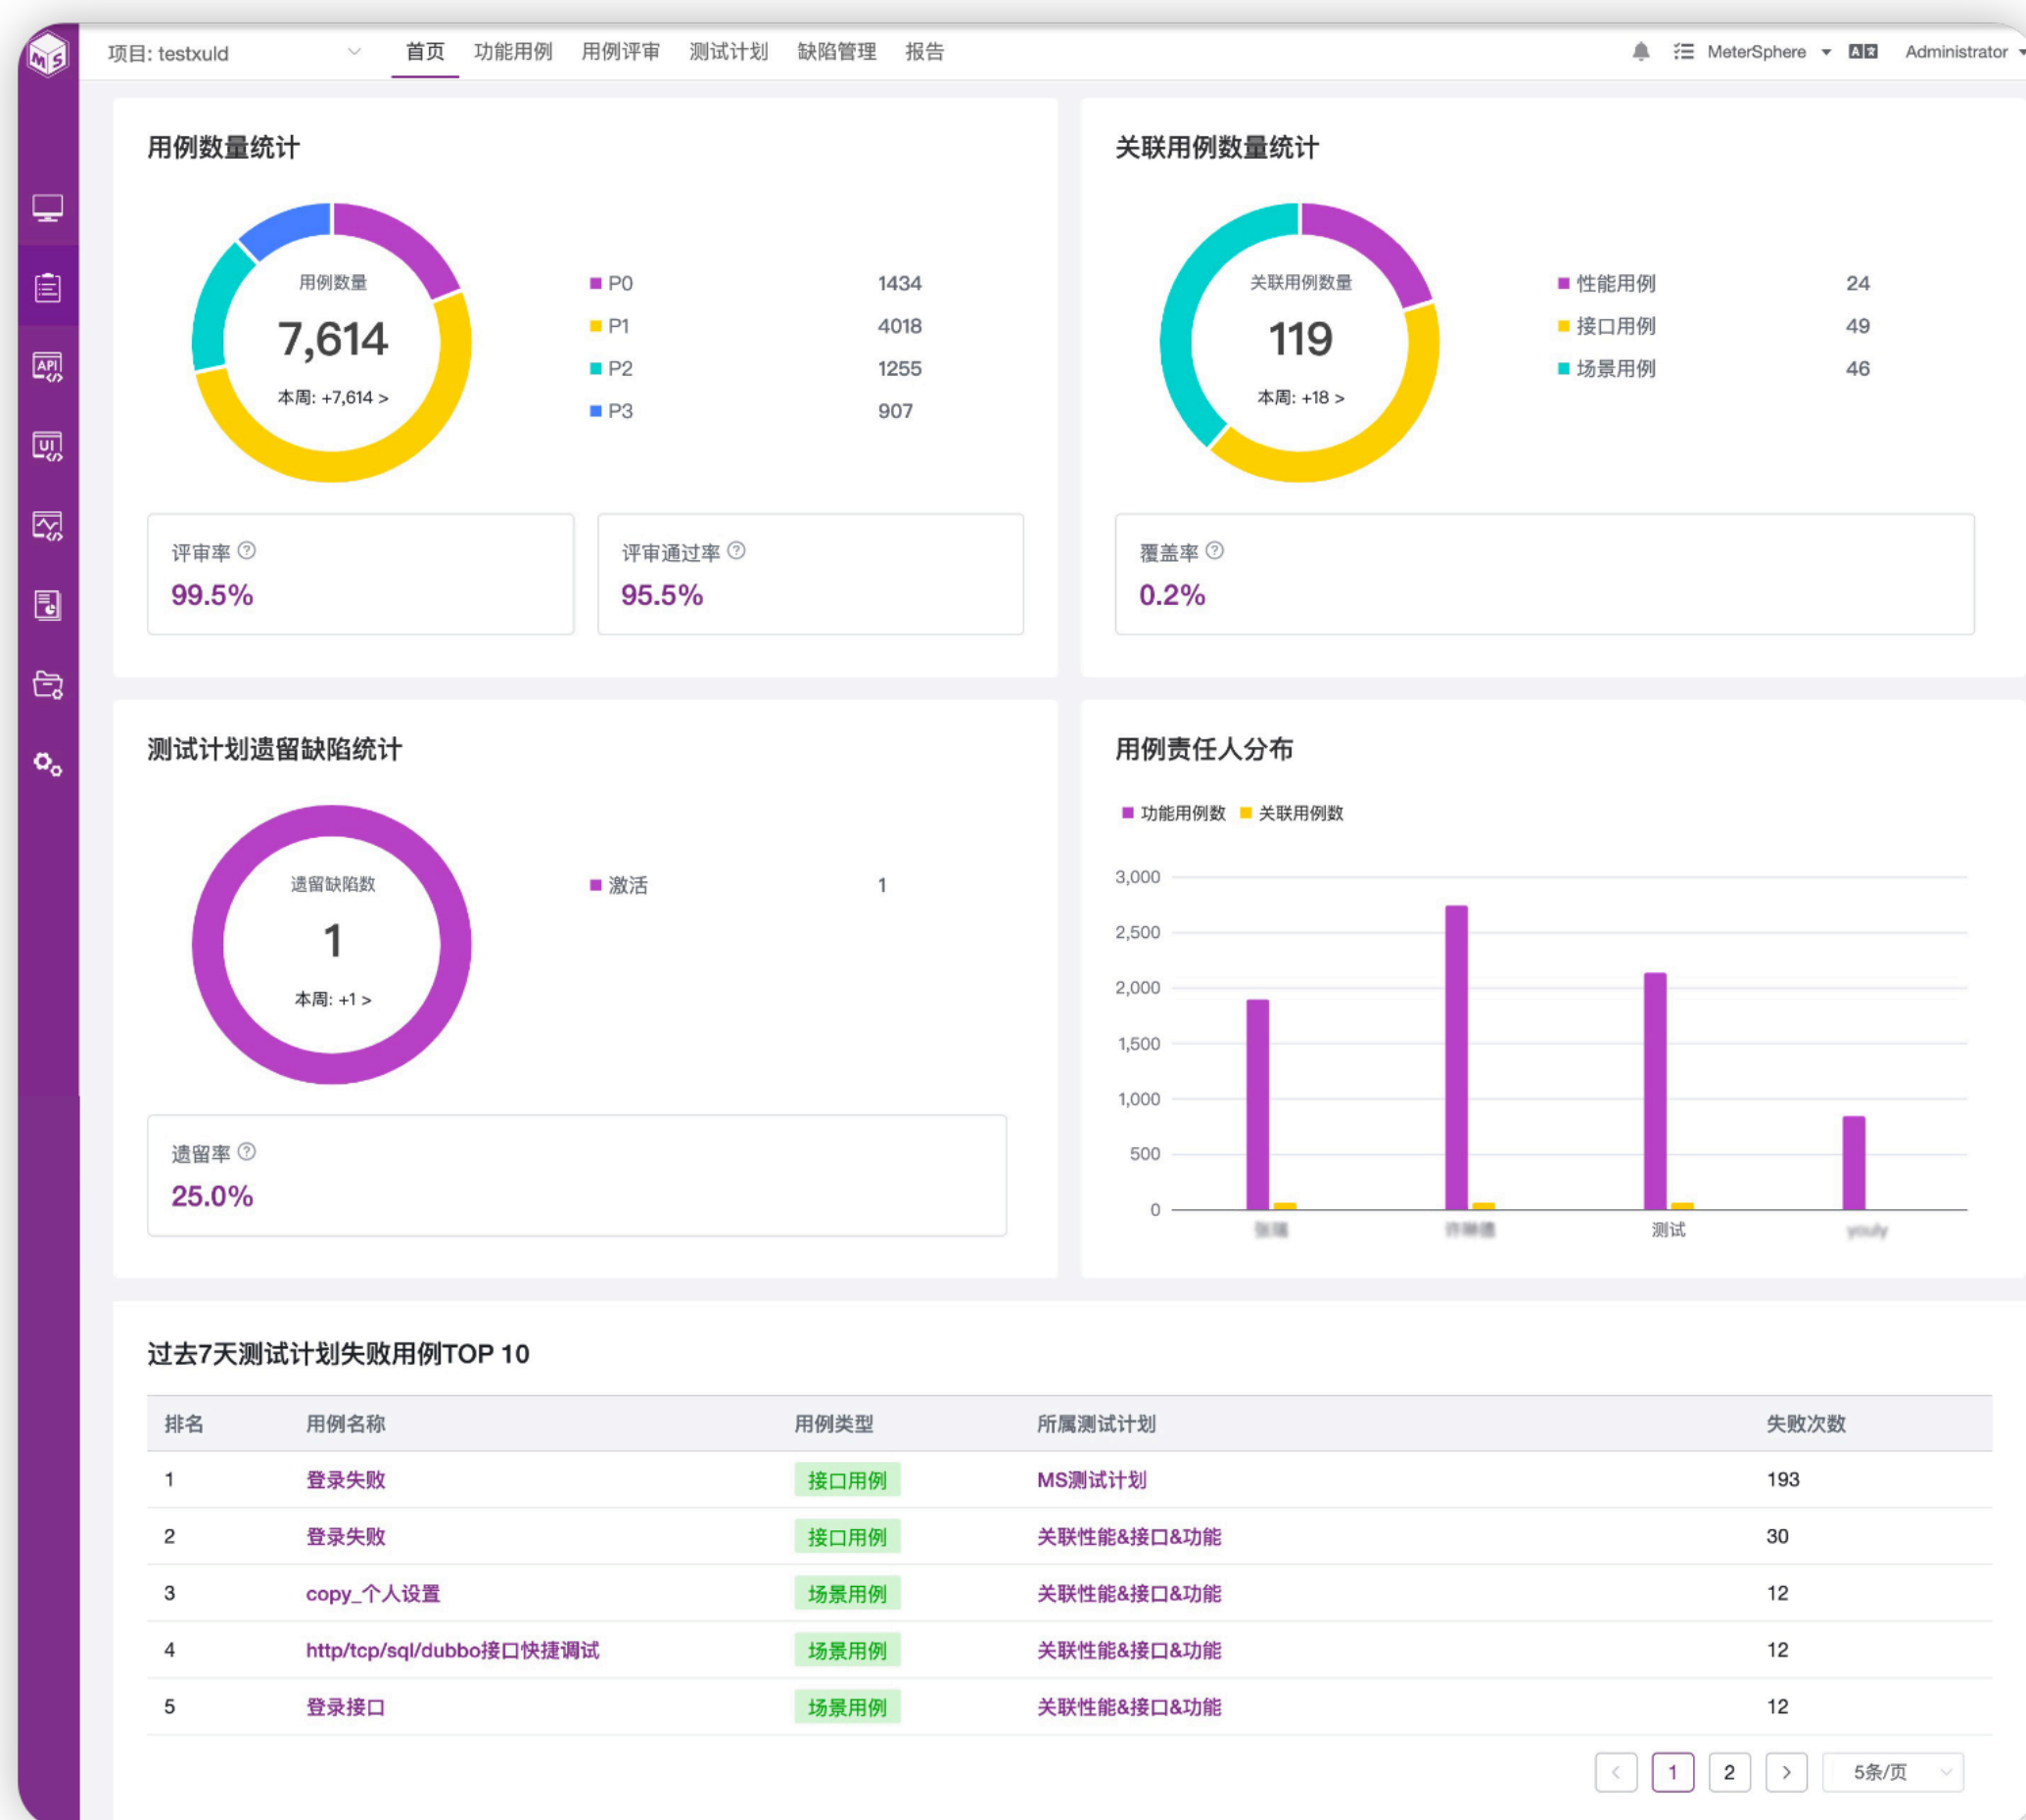 MS
项目: testxuld
首页 功能用例 用例评审 测试计划 缺陷管理 报告
MeterSphere
Administrator
API
UI
用例数量统计
用例数量
7,614
本周: +7,614 >
P0 1434
P1 4018
P2 1255
P3 907
评审率
99.5%
评审通过率
95.5%
关联用例数量统计
关联用例数量
119
本周: +18 >
性能用例 24
接口用例 49
场景用例 46
覆盖率
0.2%
测试计划遗留缺陷统计
遗留缺陷数
1
本周: +1 >
激活 1
遗留率
25.0%
用例责任人分布
功能用例数 关联用例数
3,000
2,500
2,000
1,500
1,000
500
0
测试
过去7天测试计划失败用例TOP 10
排名 用例名称 用例类型 所属测试计划 失败次数
1 登录失败 接口用例 MS测试计划 193
2 登录失败 接口用例 关联性能&接口&功能 30
3 copy_个人设置 场景用例 关联性能&接口&功能 12
4 http/tcp/sql/dubbo接口快捷调试 场景用例 关联性能&接口&功能 12
5 登录接口 场景用例 关联性能&接口&功能 12
< 1 2 > 5条/页